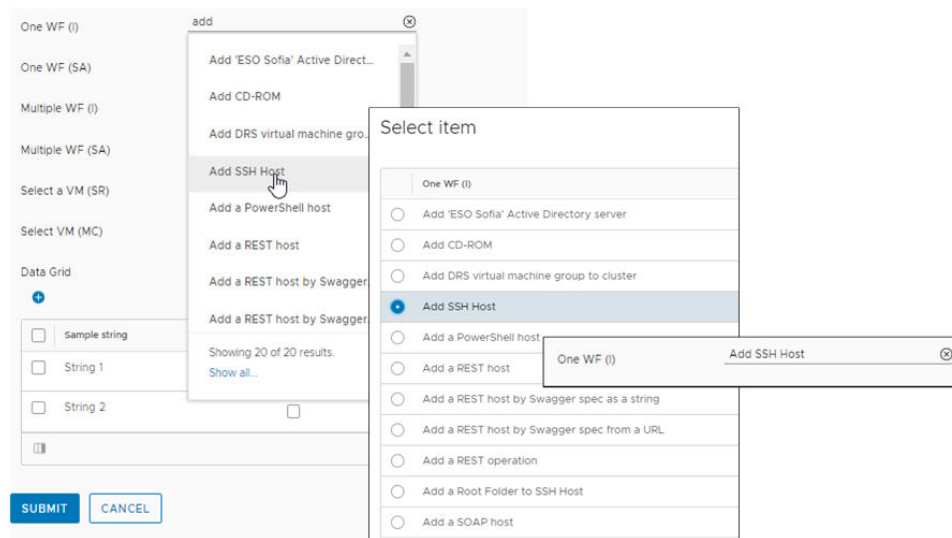 One WF (I)
add
One WF (SA)
Multiple WF (I)
Multiple WF (SA)
Select a VM (SR)
Select VM (MC)
Data Grid
Sample string
String 1
String 2
SUBMIT
CANCEL
Add 'ESO Sofia' Active Direct...
Add CD-ROM
Add DRS virtual machine gro...
Add SSH Host
Add a PowerShell host
Add a REST host
Add a REST host by Swagger
Add a REST host by Swagger
Showing 20 of 20 results.
Show all...
Select item
One WF (I)
Add 'ESO Sofia' Active Directory server
Add CD-ROM
Add DRS virtual machine group to cluster
Add SSH Host
Add a PowerShell host
Add a REST host
Add a REST host by Swagger spec as a string
Add a REST host by Swagger spec from a URL
Add a REST operation
Add a Root Folder to SSH Host
Add a SOAP host
One WF (I)
Add SSH Host